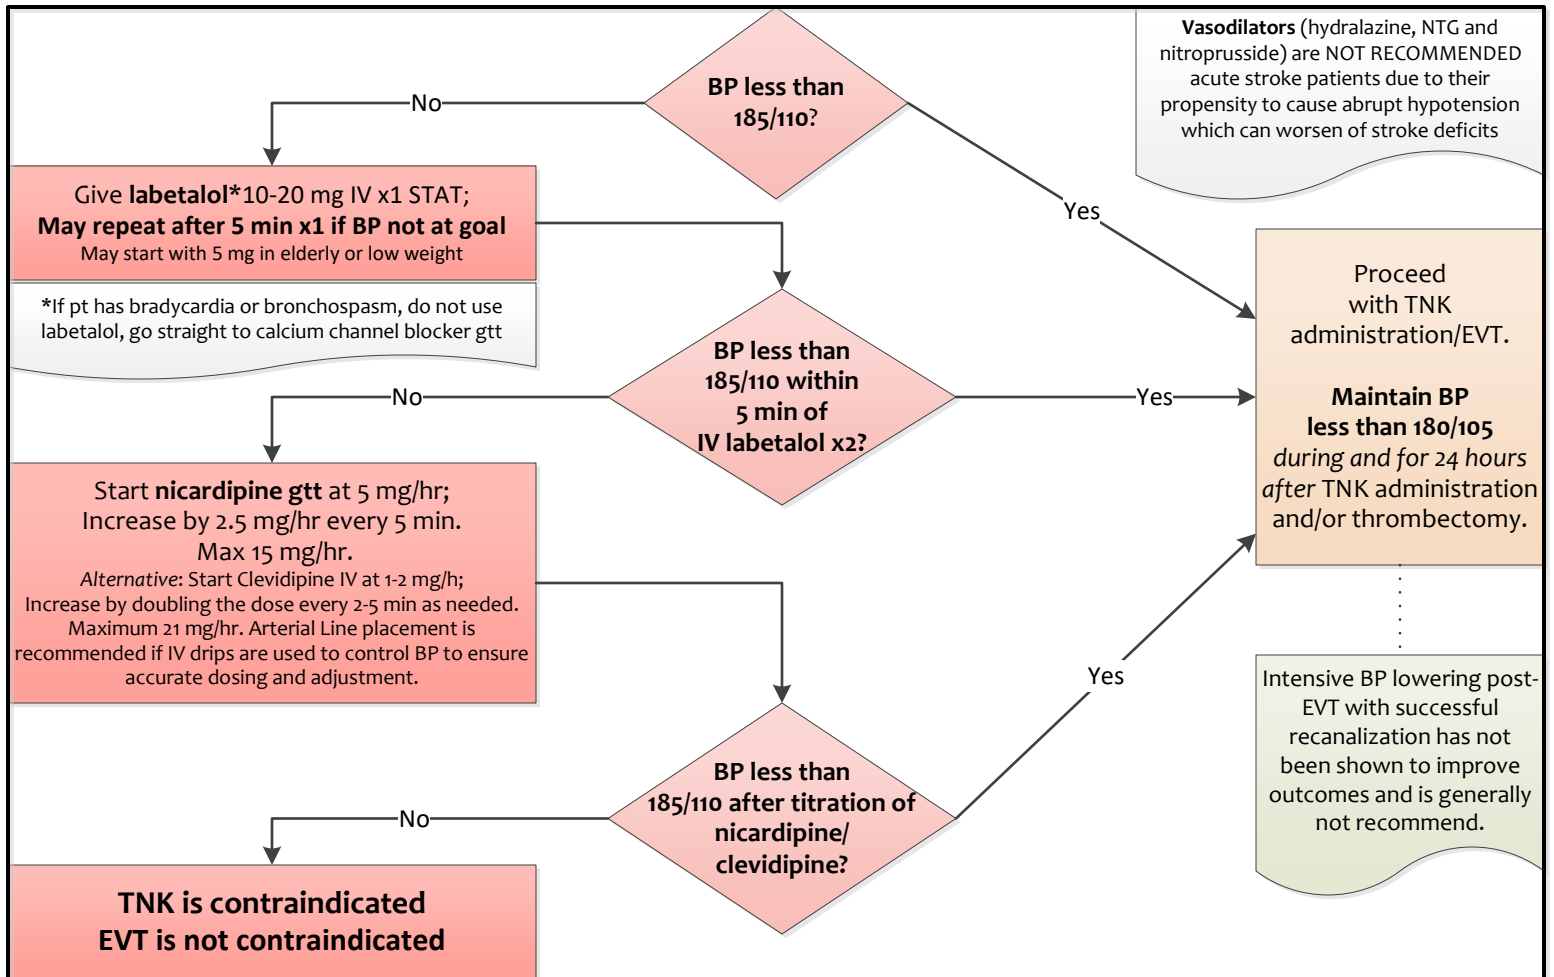 BP less than
185/110?
No
Yes
Vasodilators (hydralazine, NTG and
nitroprusside) are NOT RECOMMENDED
acute stroke patients due to their
propensity to cause abrupt hypotension
which can worsen of stroke deficits
Give labetalol*10-20 mg IV x1 STAT;
May repeat after 5 min x1 if BP not at goal
May start with 5 mg in elderly or low weight
*If pt has bradycardia or bronchospasm, do not use
labetalol, go straight to calcium channel blocker gtt
BP less than
185/110 within
5 min of
IV labetalol x2?
No
Yes
Proceed
with TNK
administration/EVT.
Maintain BP
less than 180/105
during and for 24 hours
after TNK administration
and/or thrombectomy.
Start nicardipine gtt at 5 mg/hr;
Increase by 2.5 mg/hr every 5 min.
Max 15 mg/hr.
Alternative: Start Clevidipine IV at 1-2 mg/h;
Increase by doubling the dose every 2-5 min as needed.
Maximum 21 mg/hr. Arterial Line placement is
recommended if IV drips are used to control BP to ensure
accurate dosing and adjustment.
BP less than
185/110 after titration of
nicardipine/
clevidipine?
No
Yes
Intensive BP lowering post-
EVT with successful
recanalization has not
been shown to improve
outcomes and is generally
not recommend.
TNK is contraindicated
EVT is not contraindicated